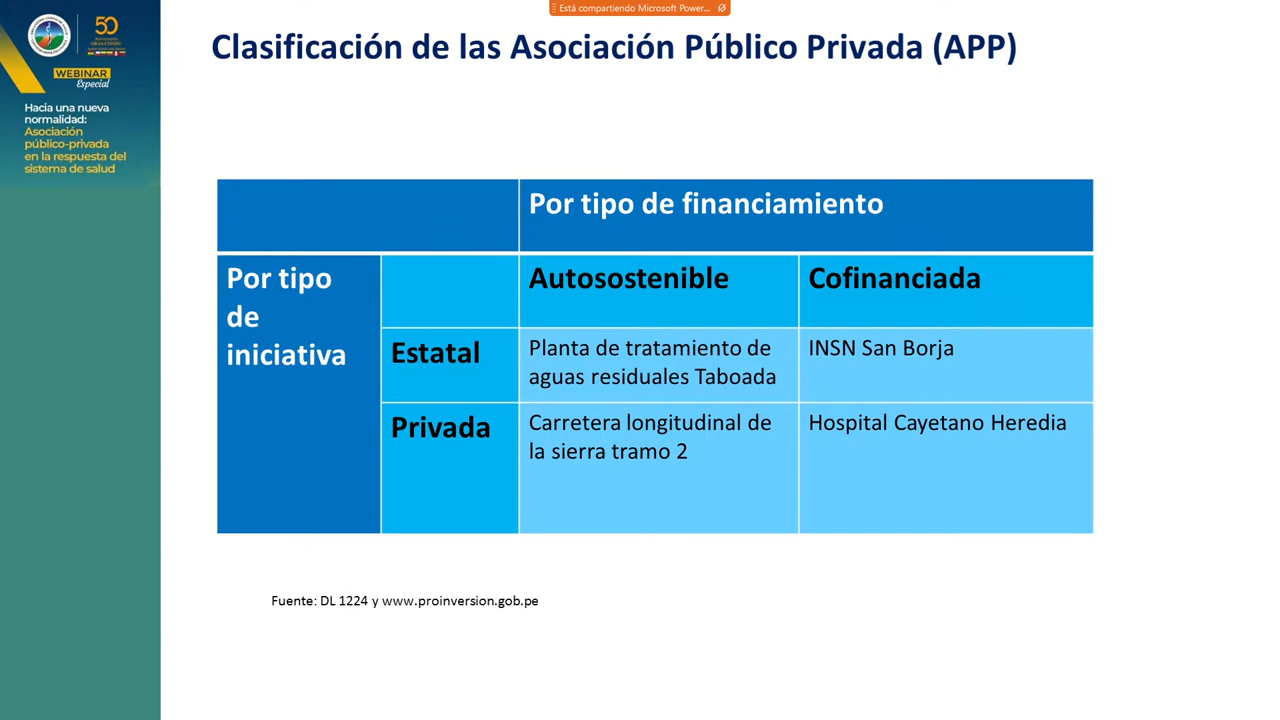 Está compartiendo Microsoft Power...
50
ORAS-CONHU
WEBINAR
Especial
Hacia una nueva
normalidad:
Asociación
público-privada
en la respuesta del
sistema de salud
Clasificación de las Asociación Público Privada (APP)
Por tipo de financiamiento
Por tipo
de
iniciativa
Autosostenible
Cofinanciada
Estatal
Planta de tratamiento de
aguas residuales Taboada
INSN San Borja
Privada
Carretera longitudinal de
la sierra tramo 2
Hospital Cayetano Heredia
Fuente: DL 1224 y www.proinversion.gob.pe